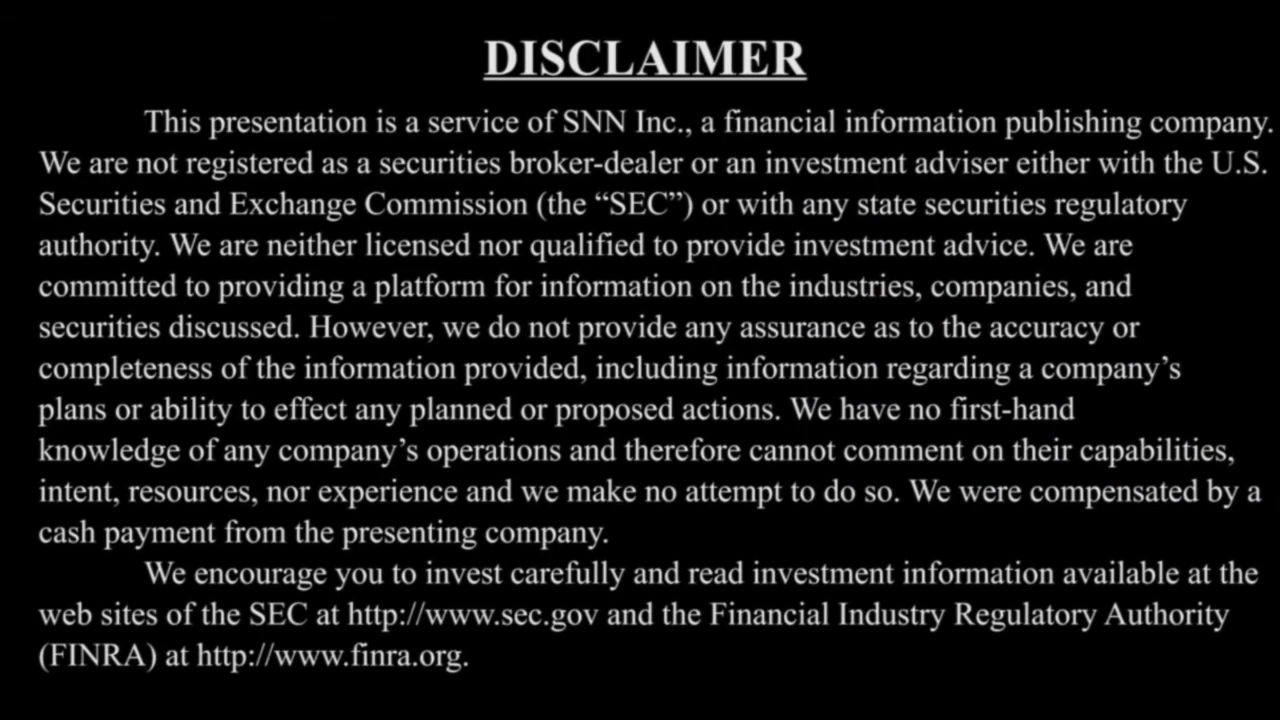 DISCLAIMER
This presentation is a service of SNN Inc., a financial information publishing company.
We are not registered as a securities broker-dealer or an investment adviser either with the U.S.
Securities and Exchange Commission (the “SEC”) or with any state securities regulatory
authority. We are neither licensed nor qualified to provide investment advice. We are
committed to providing a platform for information on the industries, companies, and
securities discussed. However, we do not provide any assurance as to the accuracy or
completeness of the information provided, including information regarding a company’s
plans or ability to effect any planned or proposed actions. We have no first-hand
knowledge of any company’s operations and therefore cannot comment on their capabilities,
intent, resources, nor experience and we make no attempt to do so. We were compensated by a
cash payment from the presenting company.
We encourage you to invest carefully and read investment information available at the
web sites of the SEC at http://www.sec.gov and the Financial Industry Regulatory Authority
(FINRA) at http://www.finra.org.